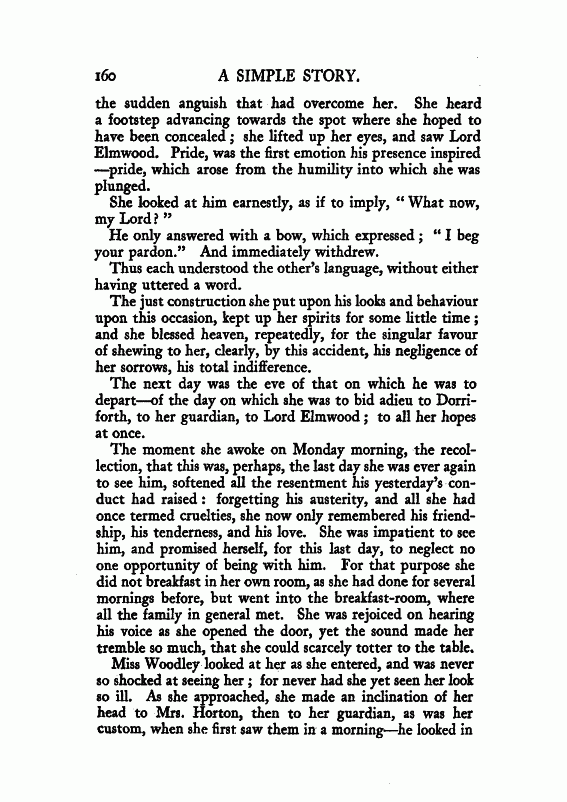 160 A SIMPLE STORY.
the sudden anguish that had overcome her. She heard
a footstep advancing towards the spot where she hoped to
have been concealed ; she lifted up her eyes, and saw Lord
Elmwood. Pride, was the first emotion his presence inspired
—pride, which arose from the humility into which she was
plunged.
She looked at him earnestly, as if to imply, “ What now,
my Lord ? ”
He only answered with a bow, which expressed ; “ I beg
your pardon.” And immediately withdrew.
Thus each understood the other's language, without either
having uttered a word.
The just construction she put upon his looks and behaviour
upon this occasion, kept up her spirits for some little time ;
and she blessed heaven, repeatedly, for the singular favour
of shewing to her, clearly, by this accident, his negligence of
her sorrows, his total indifference.
The next day was the eve of that on which he was to
depart—of the day on which she was to bid adieu to Dorri-
forth, to her guardian, to Lord Elmwood ; to all her hopes
at once.
The moment she awoke on Monday morning, the recol-
lection, that this was, perhaps, the last day she was ever again
to see him, softened all the resentment his yesterday's con-
duct had raised : forgetting his austerity, and all she had
once termed cruelties, she now only remembered his friend-
ship, his tenderness, and his love. She was impatient to see
him, and promised herself, for this last day, to neglect no
one opportunity of being with him. For that purpose she
did not breakfast in her own room, as she had done for several
mornings before, but went into the breakfast-room, where
all the family in general met. She was rejoiced on hearing
his voice as she opened the door, yet the sound made her
tremble so much, that she could scarcely totter to the table.
Miss Woodley looked at her as she entered, and was never
so shocked at seeing her ; for never had she yet seen her look
so ill. As she approached, she made an inclination of her
head to Mrs. Horton, then to her guardian, as was her
custom, when she first saw them in a morning—he looked in